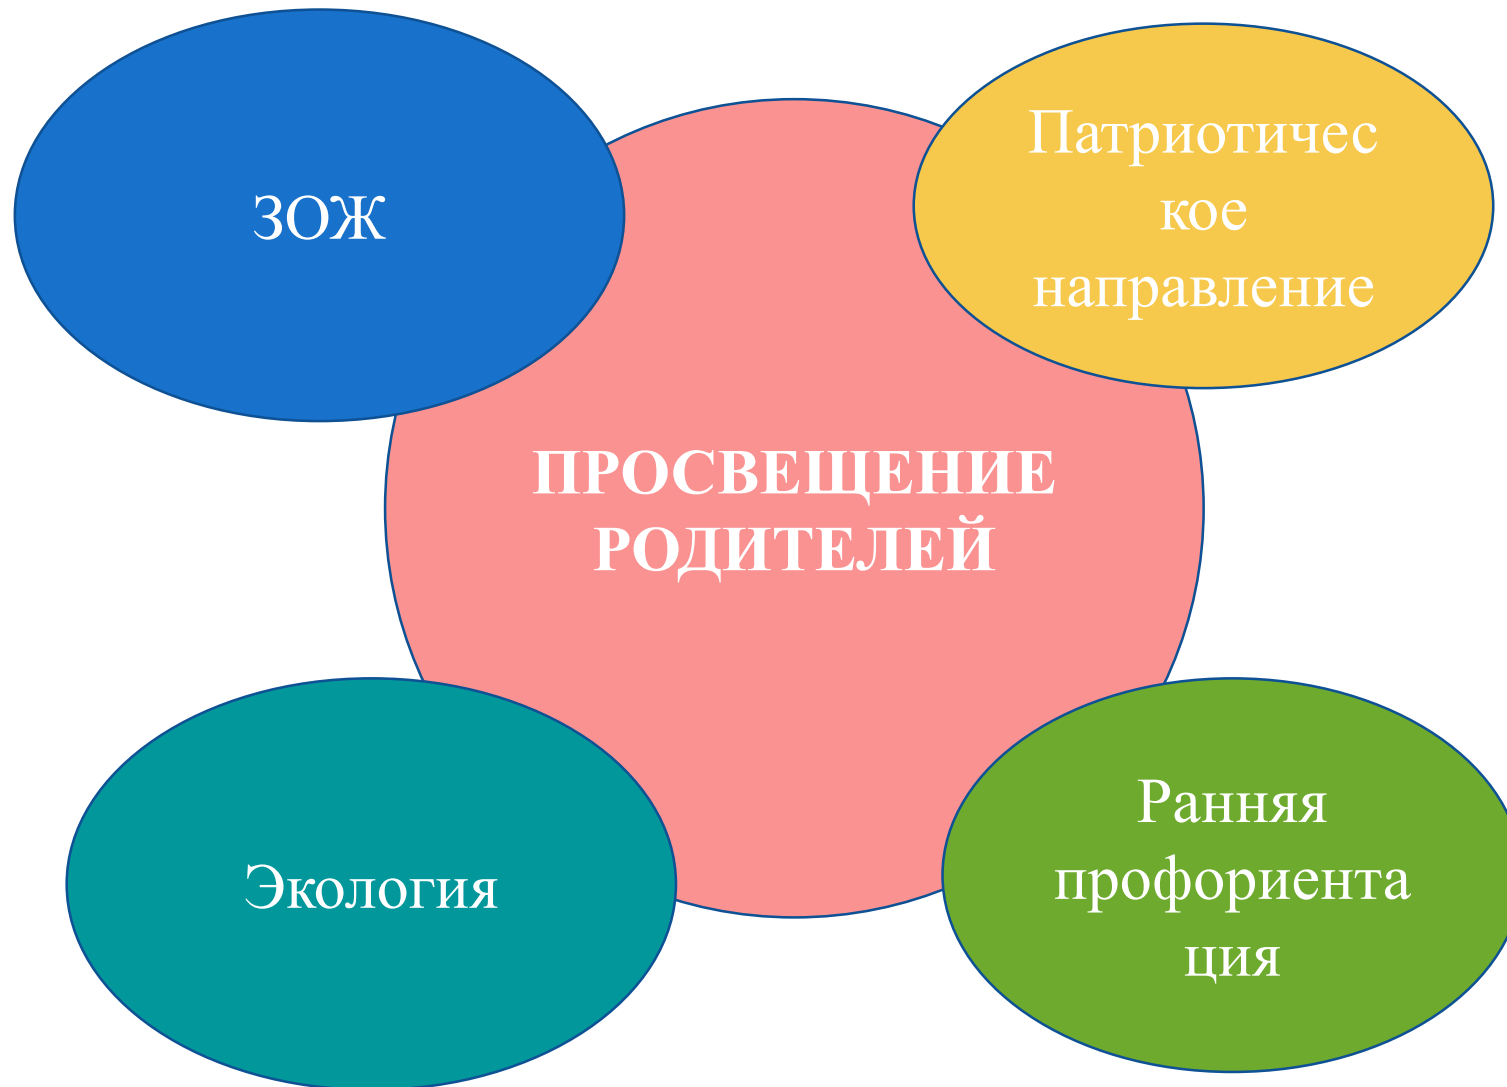 ЗОЖ
Патриотичес
кое
направление
ПРОСВЕЩЕНИЕ
РОДИТЕЛЕЙ
Экология
Ранняя
профориента
ция